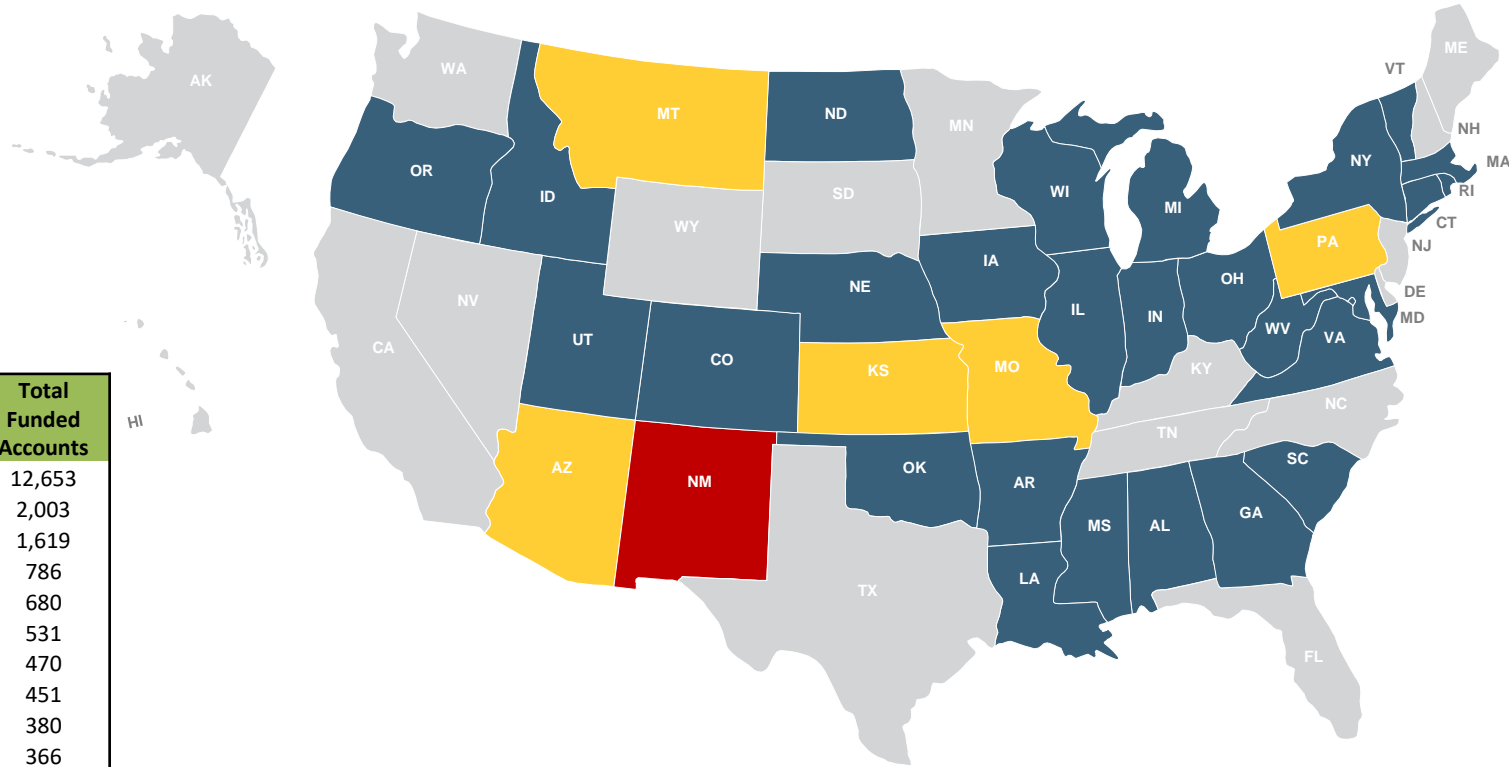 AK
WA
MT
ND
MN
VT
ME
NH
OR
ID
SD
WI
MI
NY
MA
RI
CT
WY
PA
NJ
IA
NE
OH
DE
NV
IL
IN
MD
UT
CO
WV
VA
CA
KS
MO
KY
NC
HI
TN
AZ
NM
OK
AR
SC
MS
AL
GA
LA
TX
FL
Total
Funded
Accounts
12,653
2,003
1,619
786
680
531
470
451
380
366